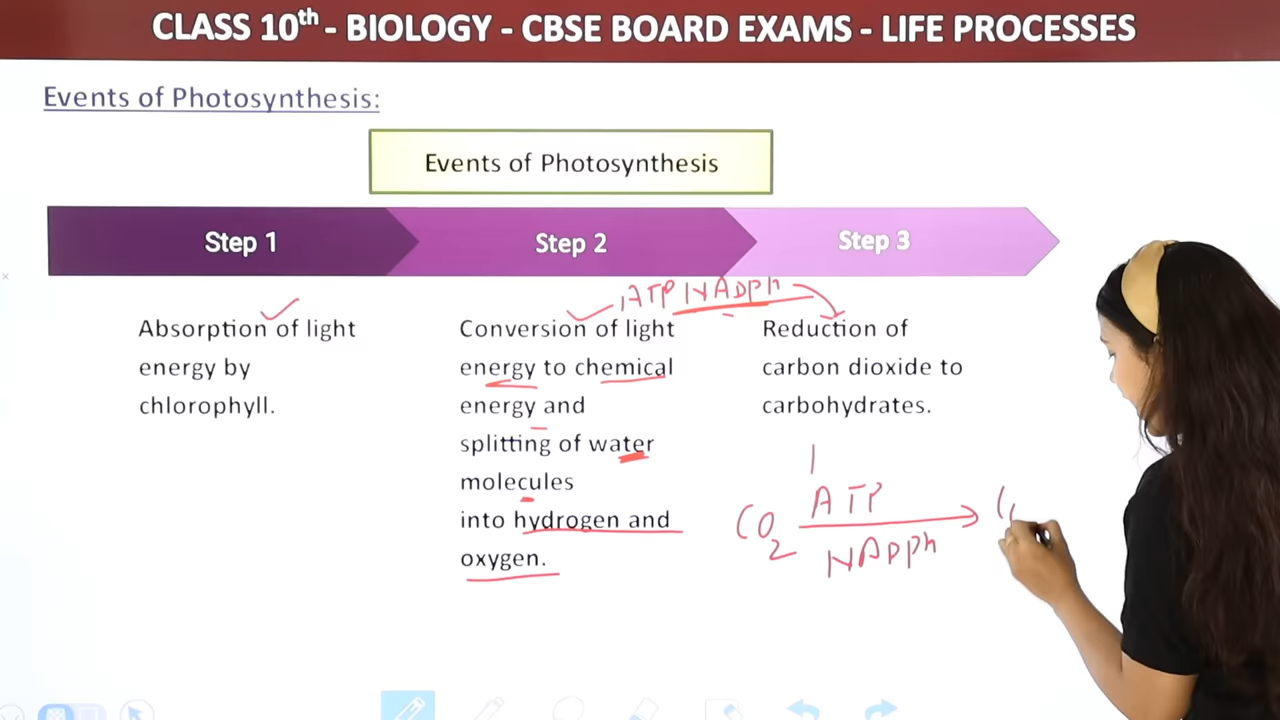 CLASS 10th - BIOLOGY - CBSE BOARD EXAMS - LIFE PROCESSES
Events of Photosynthesis:
Events of Photosynthesis
Step 1
Step 2
Step 3
ATP NADPh
Absorption of light
energy by
chlorophyll.
Conversion of light
energy to chemical
energy and
splitting of water
molecules
into hydrogen and
oxygen.
Reduction of
carbon dioxide to
carbohydrates.
ATP
CO2
NADPh